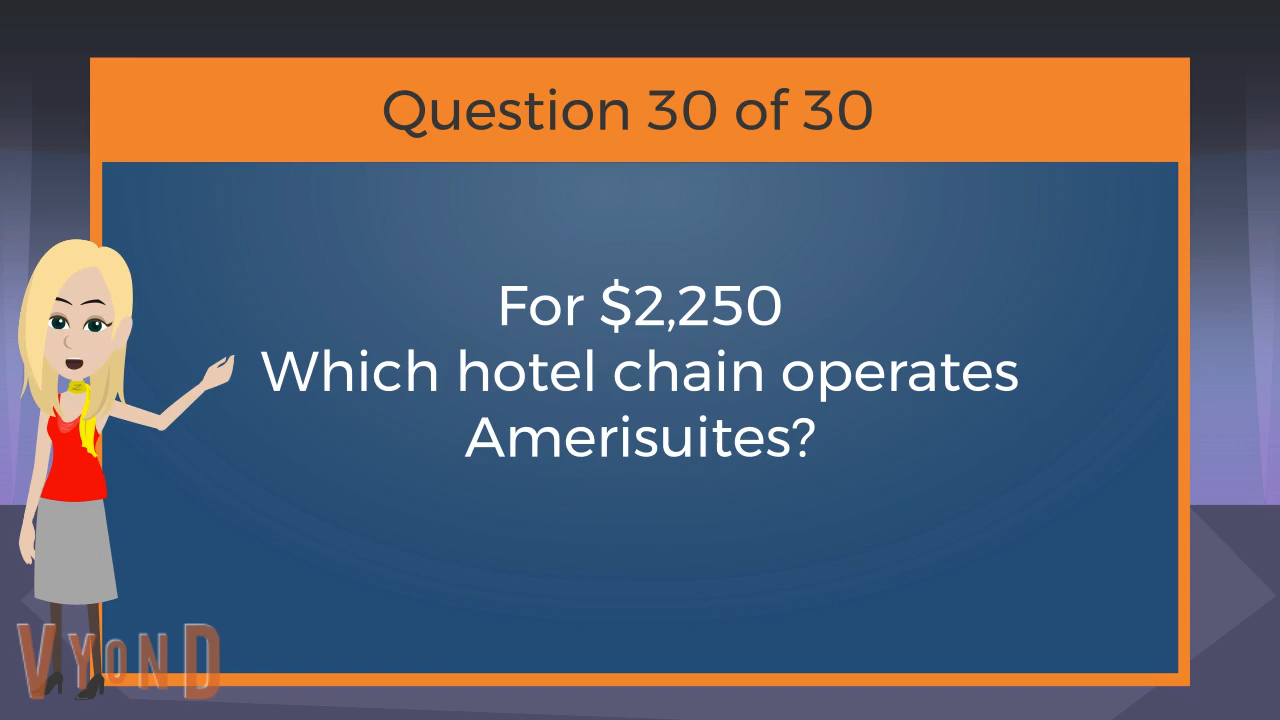 Question 30 of 30
For $2,250
Which hotel chain operates
Amerisuites?
VYOND